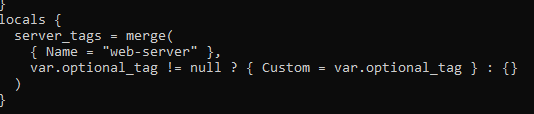 }
locals {
  server_tags = merge(
    { Name = "web-server" },
    var.optional_tag != null ? { Custom = var.optional_tag } : {}
  )
}